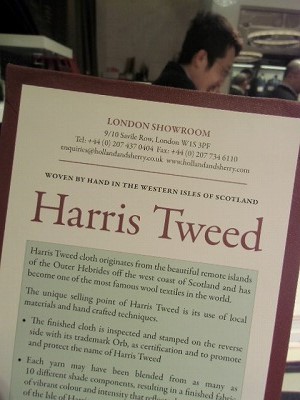 LONDON SHOWROOM
9/10 Savile Row, London W1S 3PF
Tel: +44 (0) 207 437 0404 Fax: +44 (0) 207 734 6110
enquiries@hollandandsherry.co.uk www.hollandandsherry.com
WOVEN BY HAND IN THE WESTERN ISLES OF SCOTLAND
Harris Tweed
Harris Tweed cloth originates from the beautiful remote islands
of the Outer Hebrides off the west coast of Scotland and has
become one of the most famous wool textiles in the world.
The unique selling point of Harris Tweed is its use of local
materials and hand crafted techniques.
• The finished cloth is inspected and stamped on the reverse
side with its trademark Orb, as certification and to promote
and protect the name of Harris Tweed
• Each yarn may have been blended from as many as
10 different shade components, resulting in a finished fabric
of vibrant colour and intensity that
of the Isle of